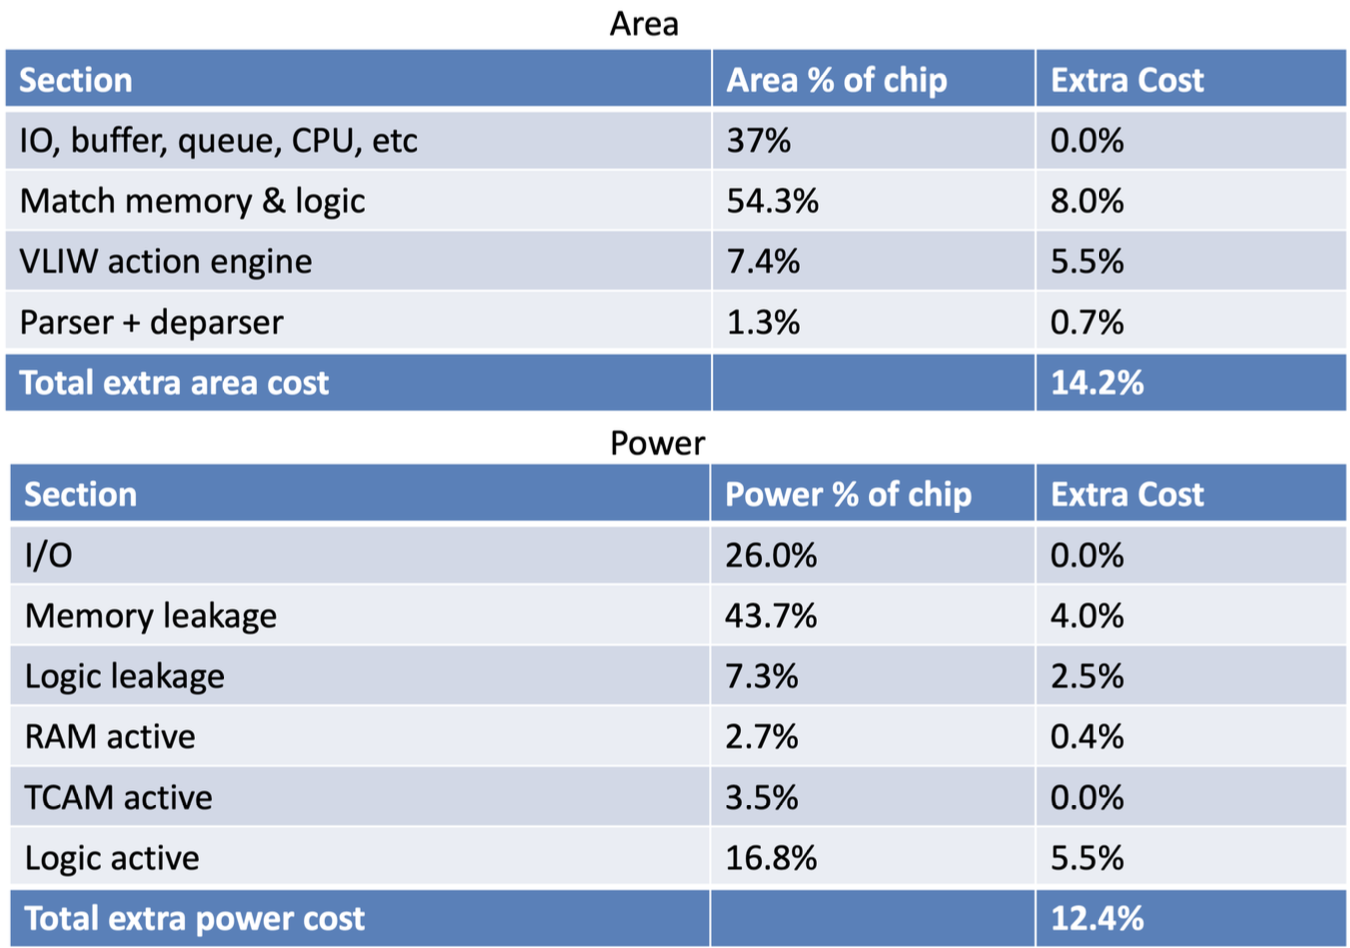 Area
Section Area % of chip Extra Cost
IO, buffer, queue, CPU, etc 37% 0.0%
Match memory & logic 54.3% 8.0%
VLIW action engine 7.4% 5.5%
Parser + deparser 1.3% 0.7%
Total extra area cost 14.2%
Power
Section Power % of chip Extra Cost
I/O 26.0% 0.0%
Memory leakage 43.7% 4.0%
Logic leakage 7.3% 2.5%
RAM active 2.7% 0.4%
TCAM active 3.5% 0.0%
Logic active 16.8% 5.5%
Total extra power cost 12.4%